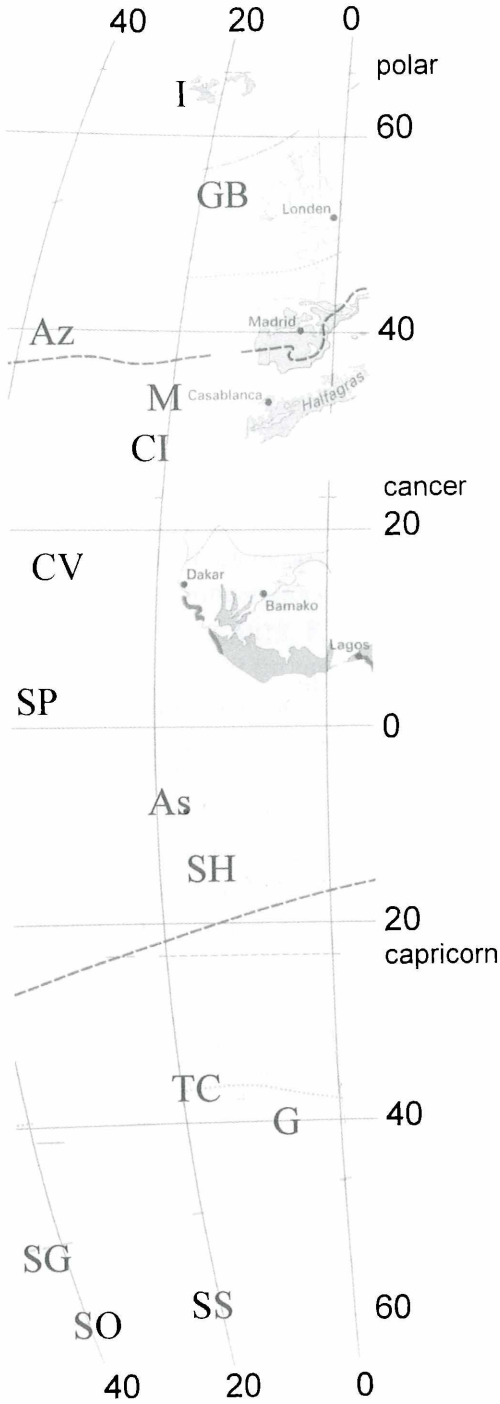 40 20 0
polar
I
60
GB
Londen
Madrid
40
Az
M Casablanca
Halfagras
CI
cancer
20
CV
Dakar
Bamako
Lagos
SP
0
As
SH
20
capricorn
TC
40
G
SG
SS
60
SO
40 20 0